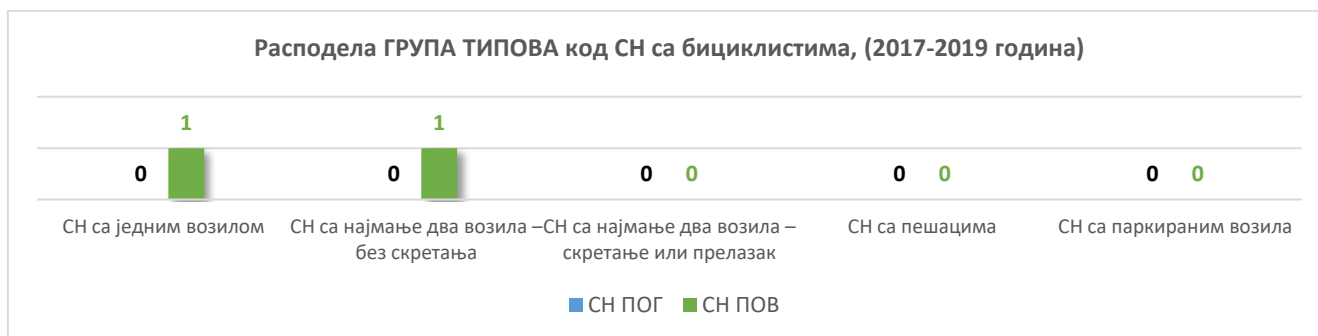 Расподела ГРУПА ТИПОВА код СН са бициклистима, (2017-2019 година)
1 1
0 0 0 0 0 0 0 0
СН са једним возилом
СН са најмање два возила –
без скретања
СН са најмање два возила –
скретање или прелазак
СН са пешацима
СН са паркираним возила
СН ПОГ СН ПОВ